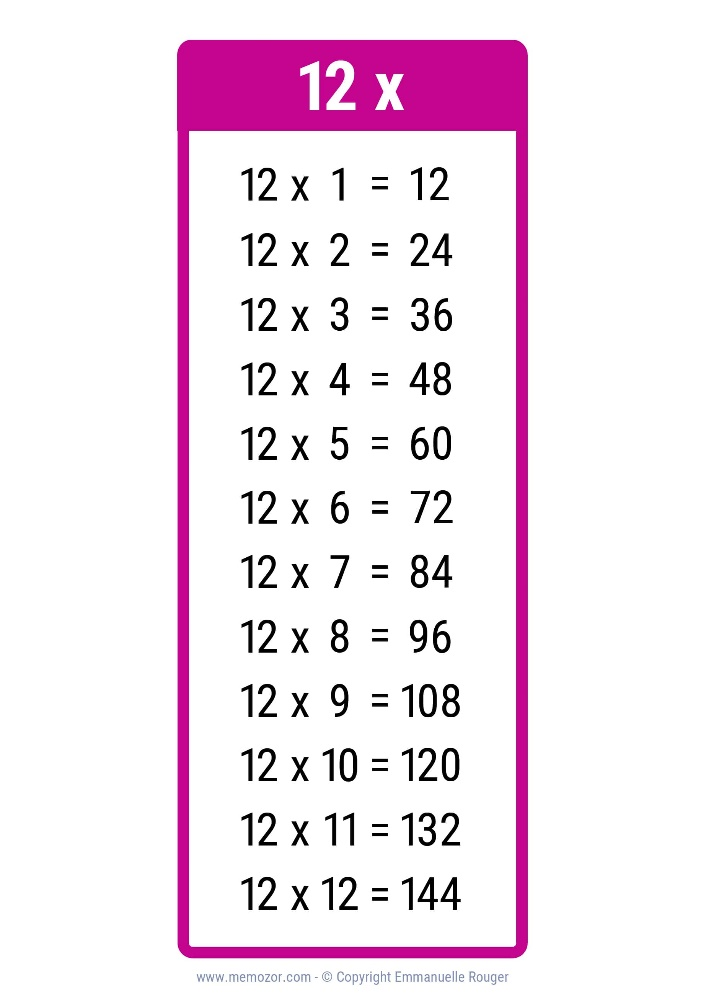 12 x
12 x 1 = 12
12 x 2 = 24
12 x 3 = 36
12 x 4 = 48
12 x 5 = 60
12 x 6 = 72
12 x 7 = 84
12 x 8 = 96
12 x 9 = 108
12 x 10 = 120
12 x 11 = 132
12 x 12 = 144
www.memozor.com - © Copyright Emmanuelle Rouger